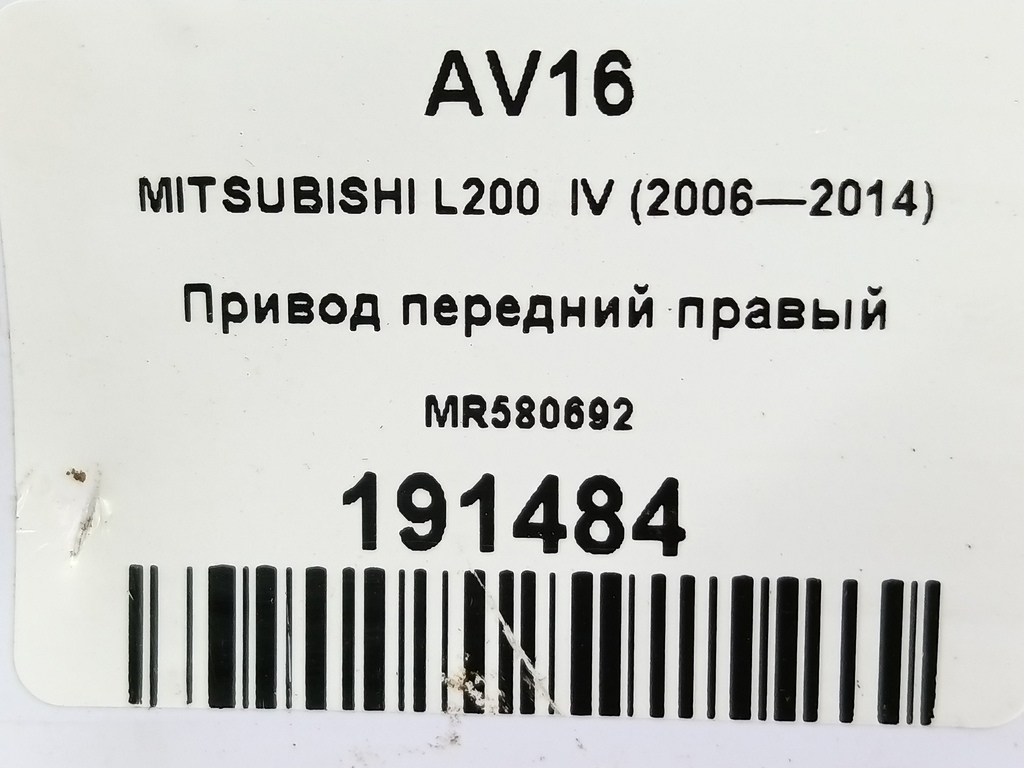 AV16
MITSUBISHI L200 IV (2006—2014)
Привод передний правый
MR580692
191484